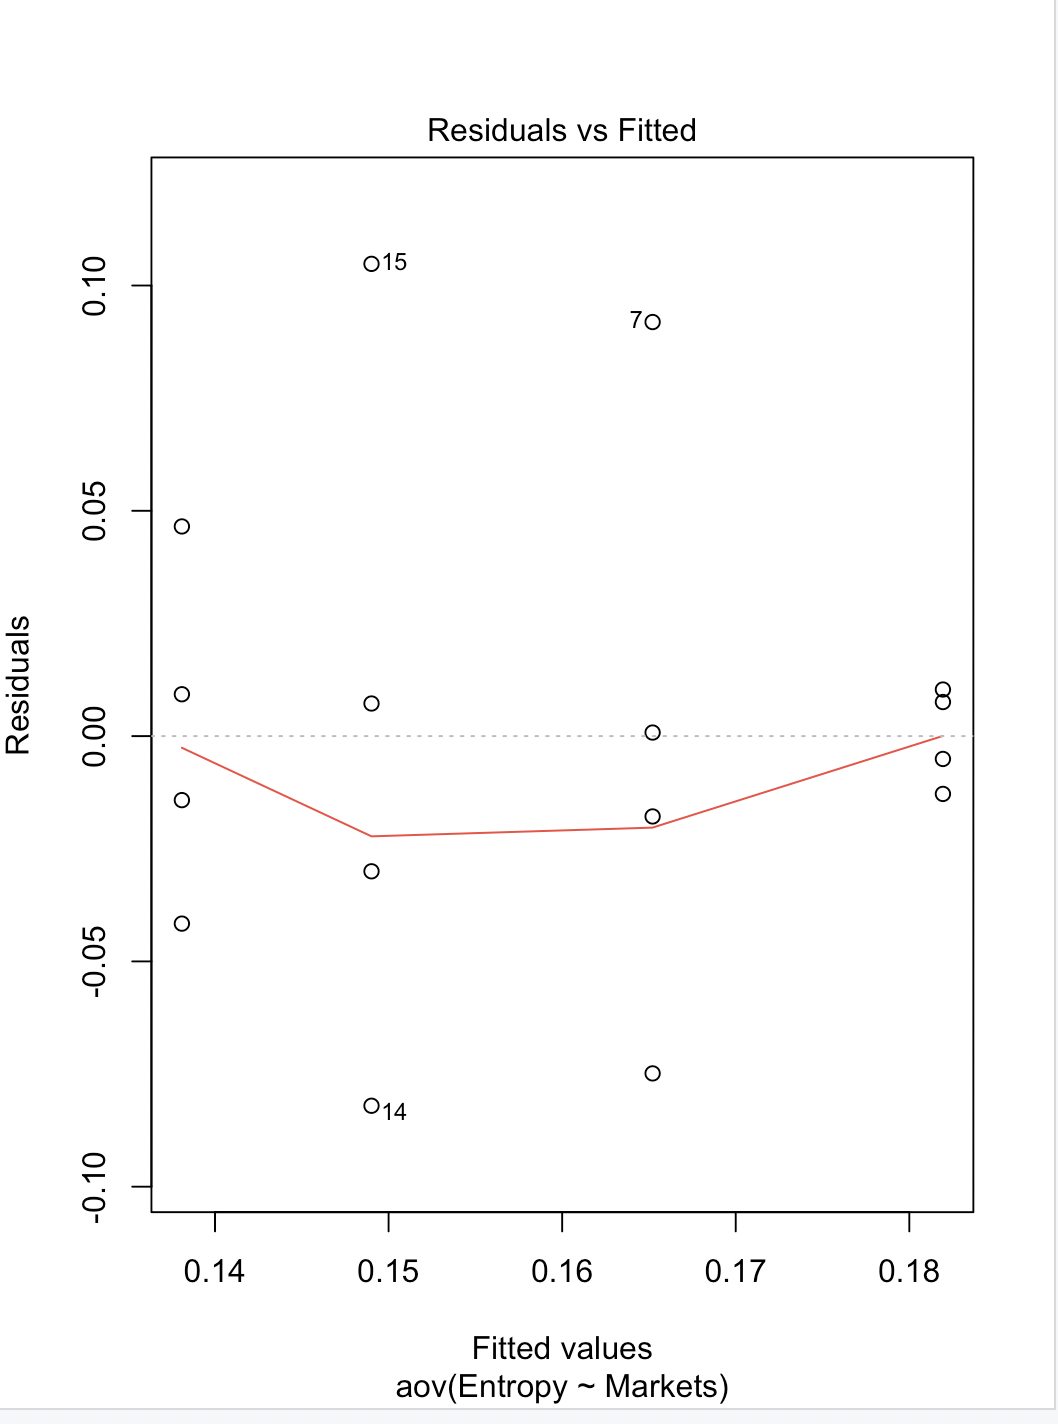 Residuals vs Fitted
15
7
14
0.10
0.05
0.00
-0.05
-0.10
Residuals
0.14 0.15 0.16 0.17 0.18
Fitted values
aov(Entropy ~ Markets)